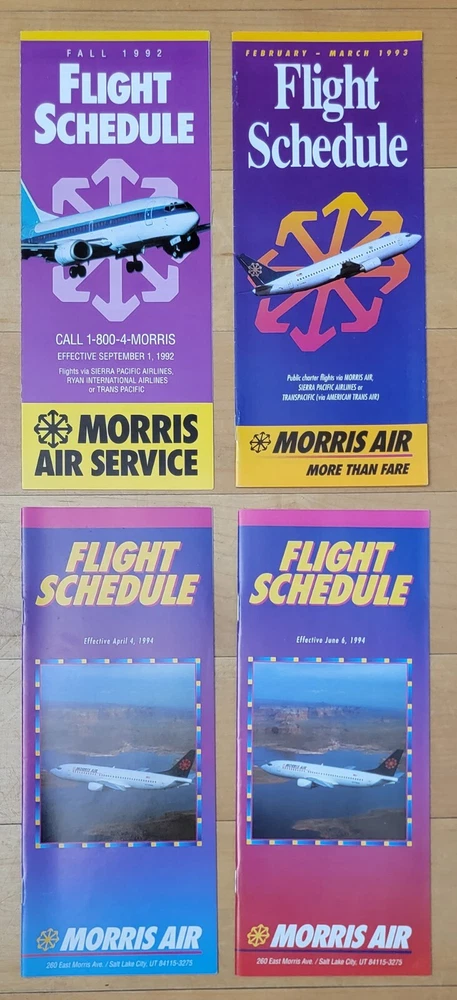 FALL 1992
FLIGHT
SCHEDULE
CALL 1-800-4-MORRIS
EFFECTIVE SEPTEMBER 1, 1992
Flights via SIERRA PACIFIC AIRLINES,
RYAN INTERNATIONAL AIRLINES
or TRANS PACIFIC
MORRIS
AIR SERVICE
FEBRUARY - MARCH 1993
Flight
Schedule
Public charter flights via MORRIS AIR,
SIERRA PACIFIC AIRLINES or
TRANSPACIFIC (via AMERICAN TRANS AIR)
MORRIS AIR
MORE THAN FARE
FLIGHT
SCHEDULE
Effective April 4, 1994
MORRIS AIR
MORRIS AIR
260 East Morris Ave. / Salt Lake City, UT 84115-3275
FLIGHT
SCHEDULE
Effective June 6, 1994
MORRIS AIR
MORRIS AIR
260 East Morris Ave. / Salt Lake City, UT 84115-3275